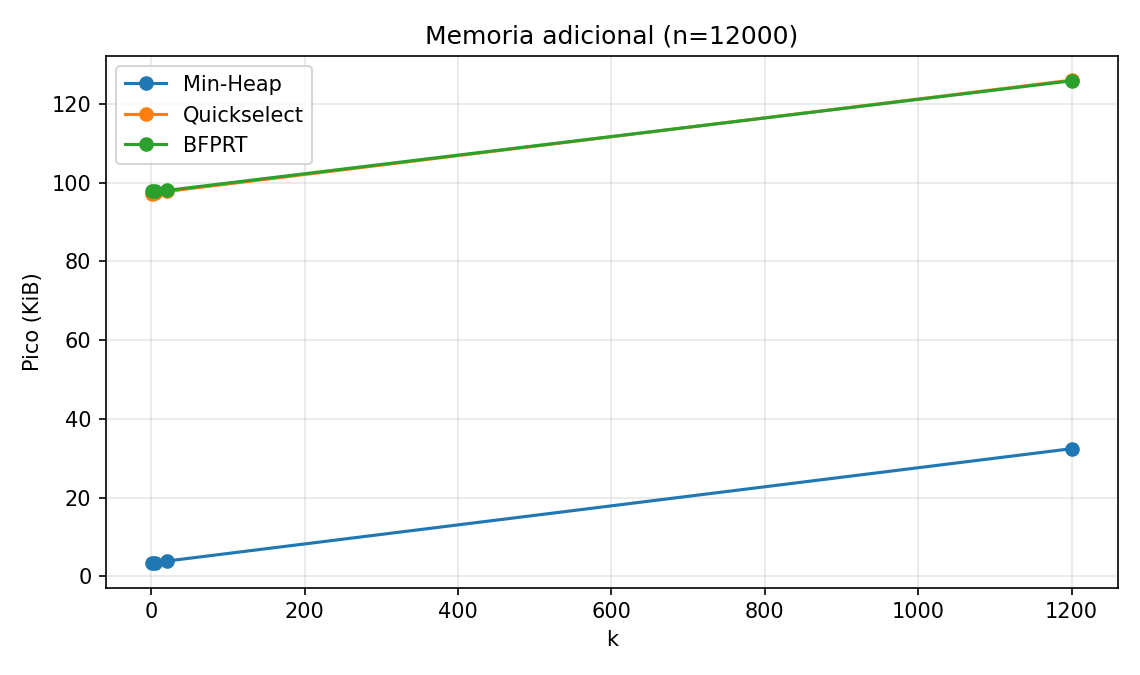 Memoria adicional (n=12000)
Min-Heap
Quickselect
BFPRT
Pico (KiB)
120
100
80
60
40
20
0
0 200 400 600 800 1000 1200
k